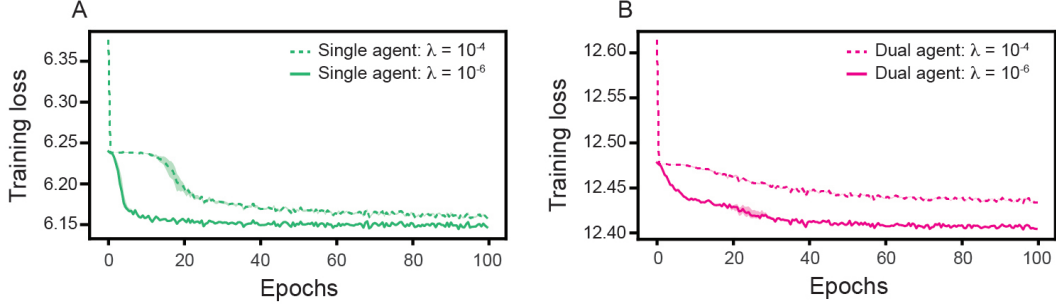 A
Training loss
6.35
6.30
6.25
6.20
6.15
Single agent: λ = 10⁻⁴
Single agent: λ = 10⁻⁶
0 20 40 60 80 100
Epochs
B
Training loss
12.60
12.55
12.50
12.45
12.40
Dual agent: λ = 10⁻⁴
Dual agent: λ = 10⁻⁶
0 20 40 60 80 100
Epochs